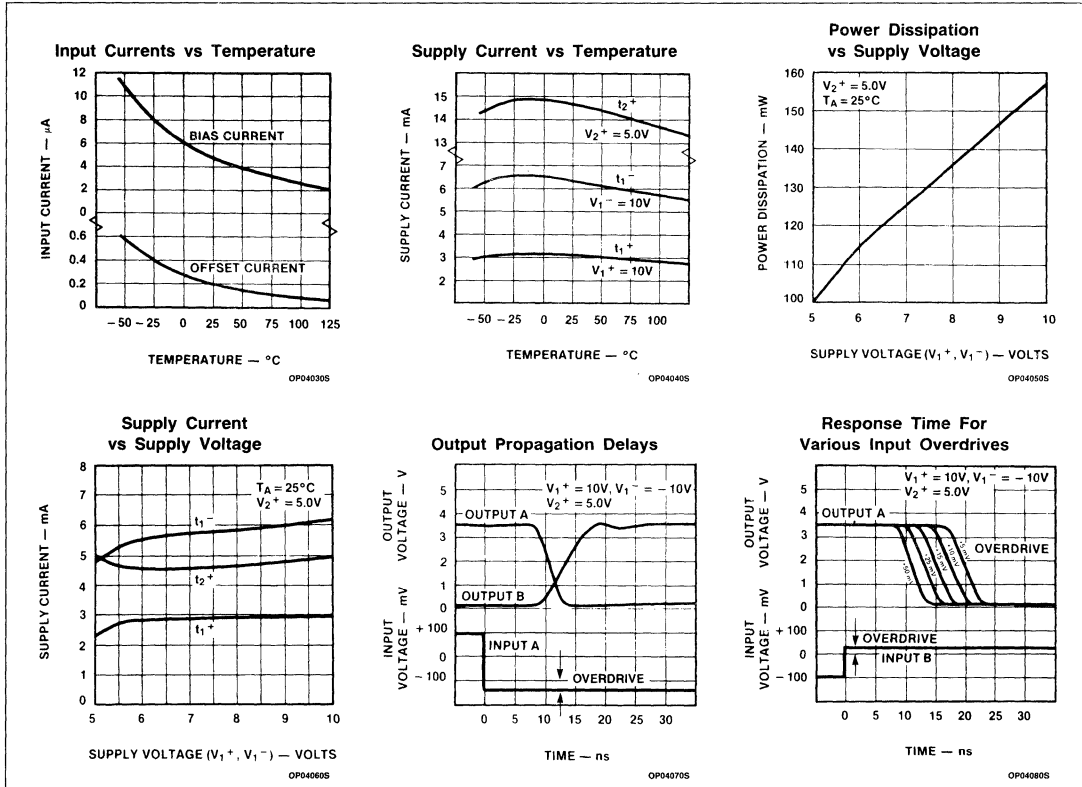 Input Currents vs Temperature
12
10
8
6
4
2
0
0.6
0.4
0.2
0
INPUT CURRENT — μA
BIAS CURRENT
OFFSET CURRENT
−50 −25 0 25 50 75 100 125
TEMPERATURE — °C
OP04030S
Supply Current vs Temperature
15
14
13
7
6
5
4
3
2
SUPPLY CURRENT — mA
t2+
V2+ = 5.0V
t1−
V1− = 10V
t1+
V1+ = 10V
−50 −25 0 25 50 75 100
TEMPERATURE — °C
OP04040S
Power Dissipation
vs Supply Voltage
160
150
140
130
120
110
100
POWER DISSIPATION — mW
V2+ = 5.0V
TA = 25°C
5 6 7 8 9 10
SUPPLY VOLTAGE (V1+, V1−) — VOLTS
OP04050S
Supply Current
vs Supply Voltage
8
7
6
5
4
3
2
1
0
SUPPLY CURRENT — mA
TA = 25°C
V2+ = 5.0V
t1−
t2+
t1+
5 6 7 8 9 10
SUPPLY VOLTAGE (V1+, V1−) — VOLTS
OP04060S
Output Propagation Delays
OUTPUT
VOLTAGE — V
5
4
3
2
1
0
V1+ = 10V, V1− = −10V
V2+ = 5.0V
OUTPUT A
OUTPUT B
INPUT
VOLTAGE — mV
+100
0
−100
INPUT A
OVERDRIVE
0 5 10 15 20 25 30
TIME — ns
OP04070S
Response Time For
Various Input Overdrives
OUTPUT
VOLTAGE — V
5
4
3
2
1
0
V1+ = 10V, V1− = −10V
V2+ = 5.0V
OUTPUT A
+50 mV
+25 mV
+15 mV
+10 mV
+5 mV
OVERDRIVE
INPUT
VOLTAGE — mV
+100
0
−100
OVERDRIVE
INPUT B
0 5 10 15 20 25 30
TIME — ns
OP04080S